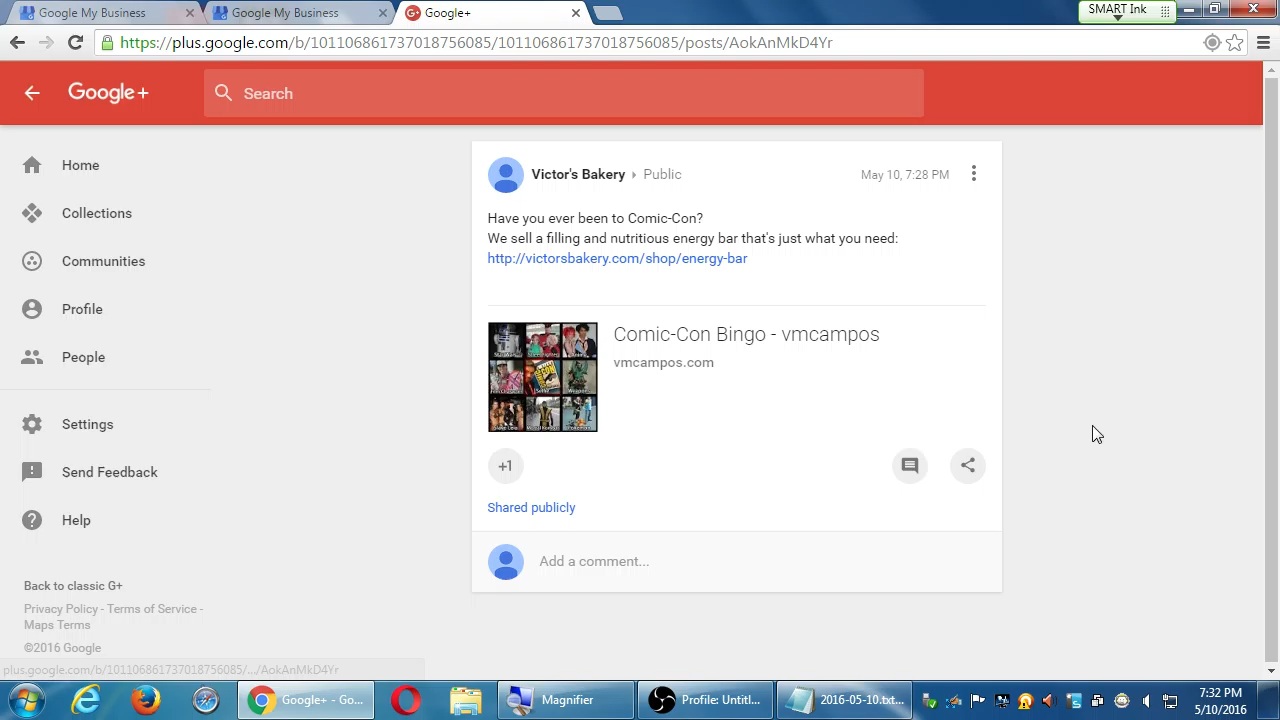 Google My Business
Google My Business
Google+
SMART Ink
https://plus.google.com/b/101106861737018756085/101106861737018756085/posts/AokAnMkD4Yr
Google+
Search
Home
Collections
Communities
Profile
People
Settings
Send Feedback
Help
Back to classic G+
Privacy Policy - Terms of Service -
Maps Terms
©2016 Google
plus.google.com/b/101106861737018756085/.../AokAnMkD4Yr
Victor's Bakery Public
May 10, 7:28 PM
Have you ever been to Comic-Con?
We sell a filling and nutritious energy bar that's just what you need:
http://victorsbakery.com/shop/energy-bar
Comic-Con Bingo - vmcampos
vmcampos.com
+1
Shared publicly
Add a comment...
Google+ - Go...
Magnifier
Profile: Untitl...
2016-05-10.txt...
7:32 PM
5/10/2016